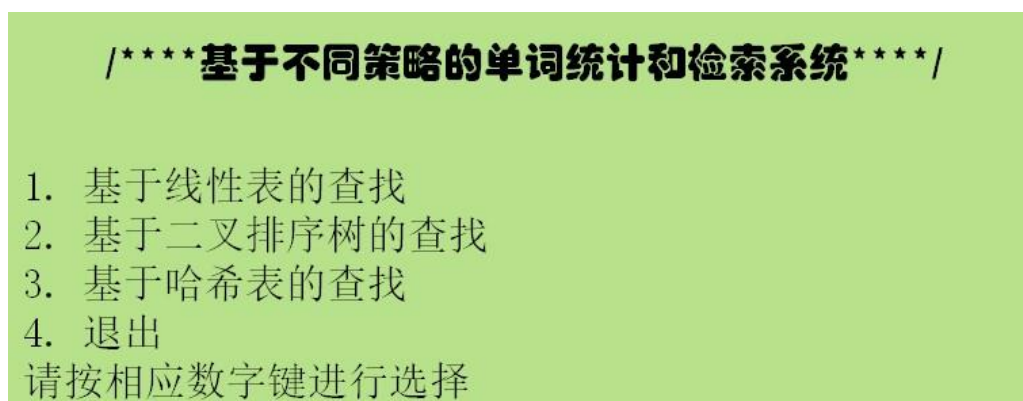 /****基于不同策略的单词统计和检索系统****/
1. 基于线性表的查找
2. 基于二叉排序树的查找
3. 基于哈希表的查找
4. 退出
请按相应数字键进行选择